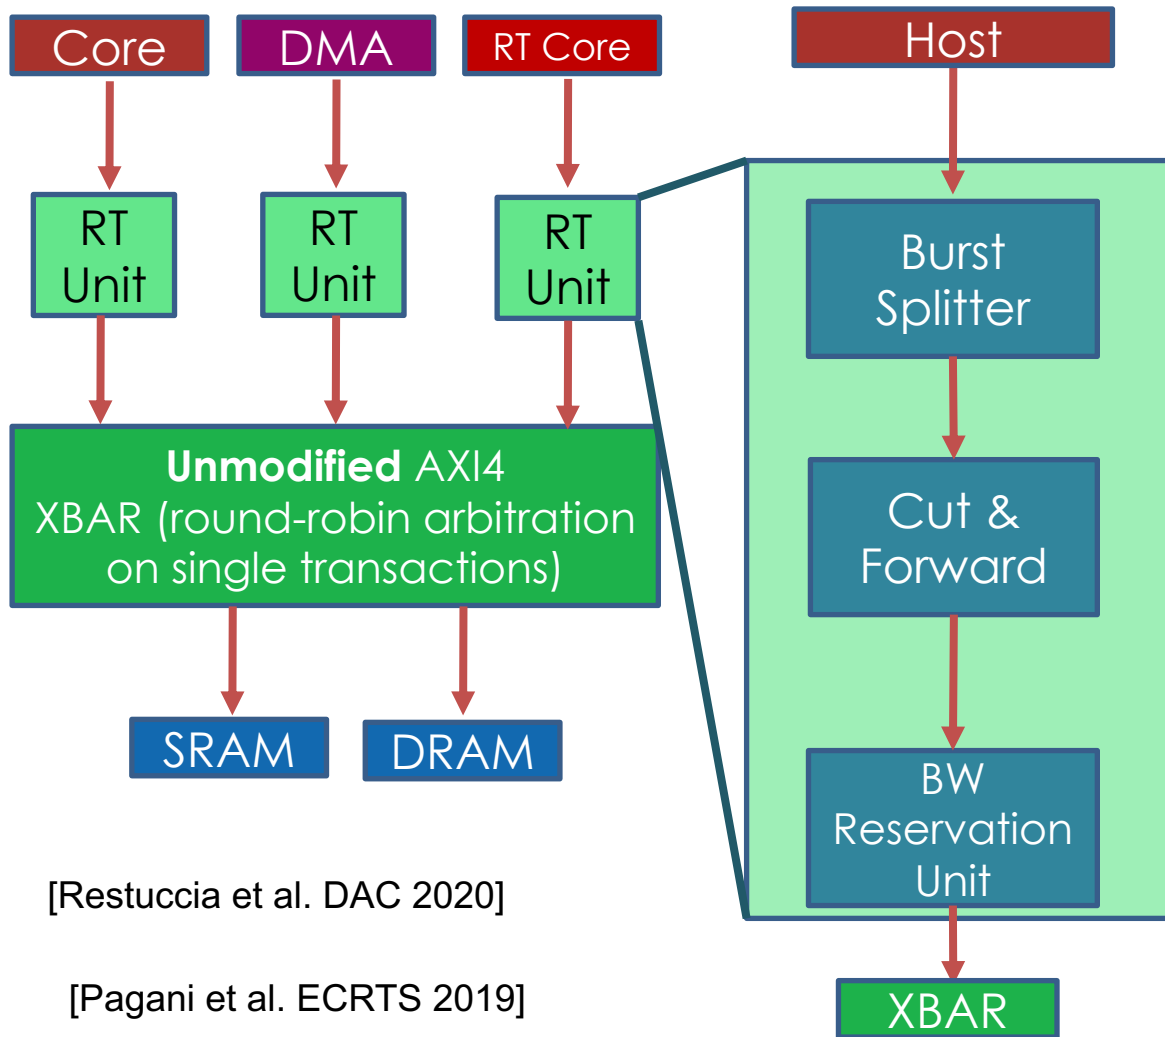 Core
DMA
RT Core
Host
RT
Unit
RT
Unit
RT
Unit
Burst
Splitter
Unmodified AXI4
XBAR (round-robin arbitration
on single transactions)
Cut &
Forward
SRAM
DRAM
BW
Reservation
Unit
[Restuccia et al. DAC 2020]
[Pagani et al. ECRTS 2019]
XBAR